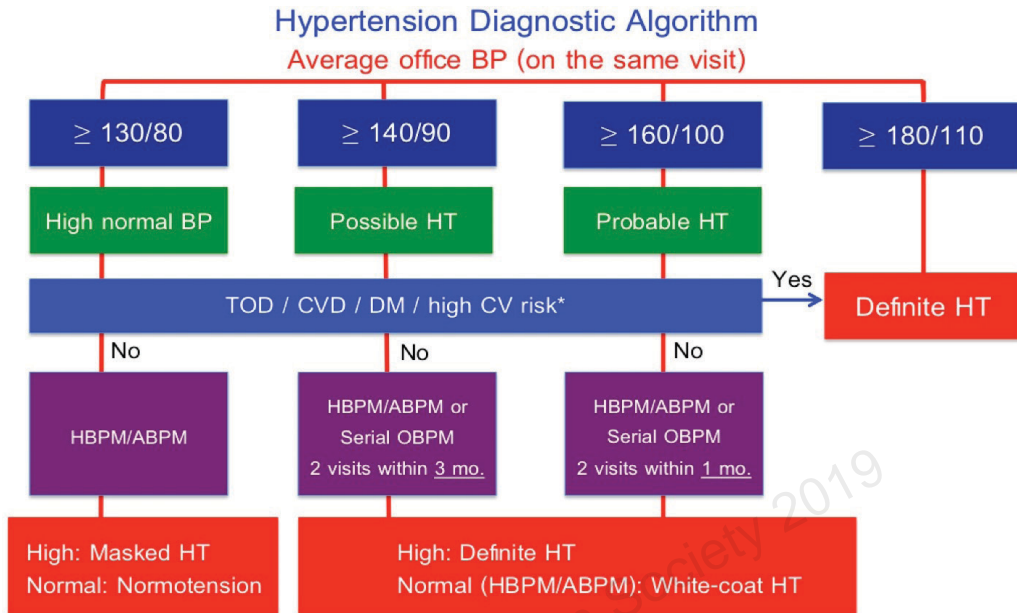 Hypertension Diagnostic Algorithm
Average office BP (on the same visit)
≥ 130/80
≥ 140/90
≥ 160/100
≥ 180/110
High normal BP
Possible HT
Probable HT
TOD / CVD / DM / high CV risk*
Yes
Definite HT
No
No
No
HBPM/ABPM
HBPM/ABPM or
Serial OBPM
2 visits within 3 mo.
HBPM/ABPM or
Serial OBPM
2 visits within 1 mo.
High: Masked HT
Normal: Normotension
High: Definite HT
Normal (HBPM/ABPM): White-coat HT
Society 2019